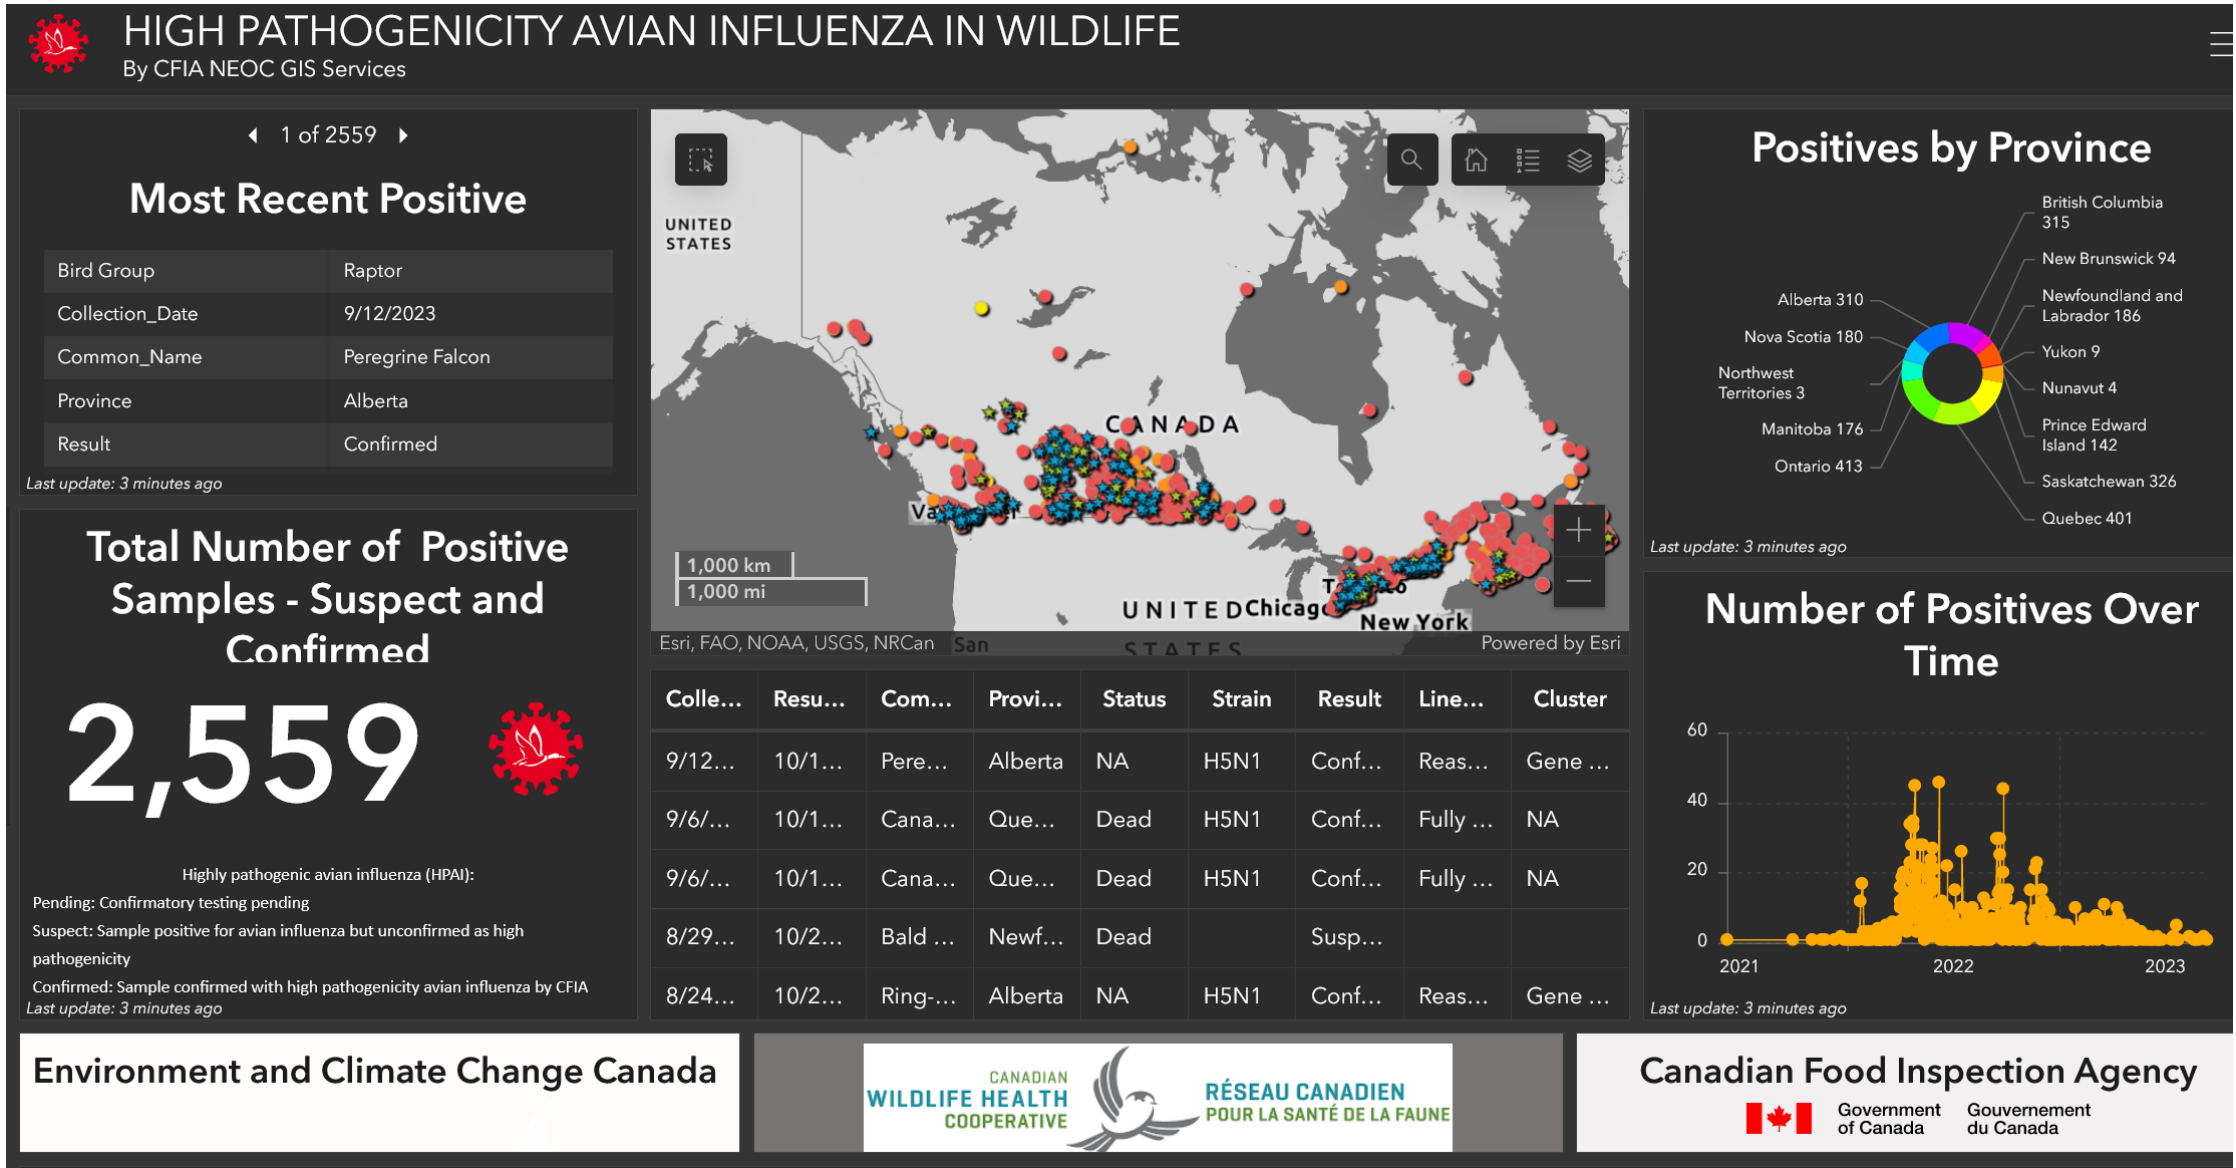 HIGH PATHOGENICITY AVIAN INFLUENZA IN WILDLIFE
By CFIA NEOC GIS Services
1 of 2559
Most Recent Positive
Bird Group Raptor
Collection_Date 9/12/2023
Common_Name Peregrine Falcon
Province Alberta
Result Confirmed
Last update: 3 minutes ago
Total Number of Positive
Samples - Suspect and
Confirmed
2,559
Highly pathogenic avian influenza (HPAI):
Pending: Confirmatory testing pending
Suspect: Sample positive for avian influenza but unconfirmed as high
pathogenicity
Confirmed: Sample confirmed with high pathogenicity avian influenza by CFIA
Last update: 3 minutes ago
UNITED
STATES
CANADA
1,000 km
1,000 mi
UNITED
STATES
Chicago
New York
San
Esri, FAO, NOAA, USGS, NRCan
Powered by Esri
Colle... Resu... Com... Provi... Status Strain Result Line... Cluster
9/12... 10/1... Pere... Alberta NA H5N1 Conf... Reas... Gene ...
9/6/... 10/1... Cana... Que... Dead H5N1 Conf... Fully ... NA
9/6/... 10/1... Cana... Que... Dead H5N1 Conf... Fully ... NA
8/29... 10/2... Bald ... Newf... Dead Susp...
8/24... 10/2... Ring-... Alberta NA H5N1 Conf... Reas... Gene ...
Positives by Province
British Columbia
315
New Brunswick 94
Newfoundland and
Labrador 186
Yukon 9
Nunavut 4
Prince Edward
Island 142
Saskatchewan 326
Quebec 401
Alberta 310
Nova Scotia 180
Northwest
Territories 3
Manitoba 176
Ontario 413
Last update: 3 minutes ago
Number of Positives Over
Time
60
40
20
0
2021 2022 2023
Last update: 3 minutes ago
Environment and Climate Change Canada
CANADIAN
WILDLIFE HEALTH
COOPERATIVE
RÉSEAU CANADIEN
POUR LA SANTÉ DE LA FAUNE
Canadian Food Inspection Agency
Government
of Canada
Gouvernement
du Canada